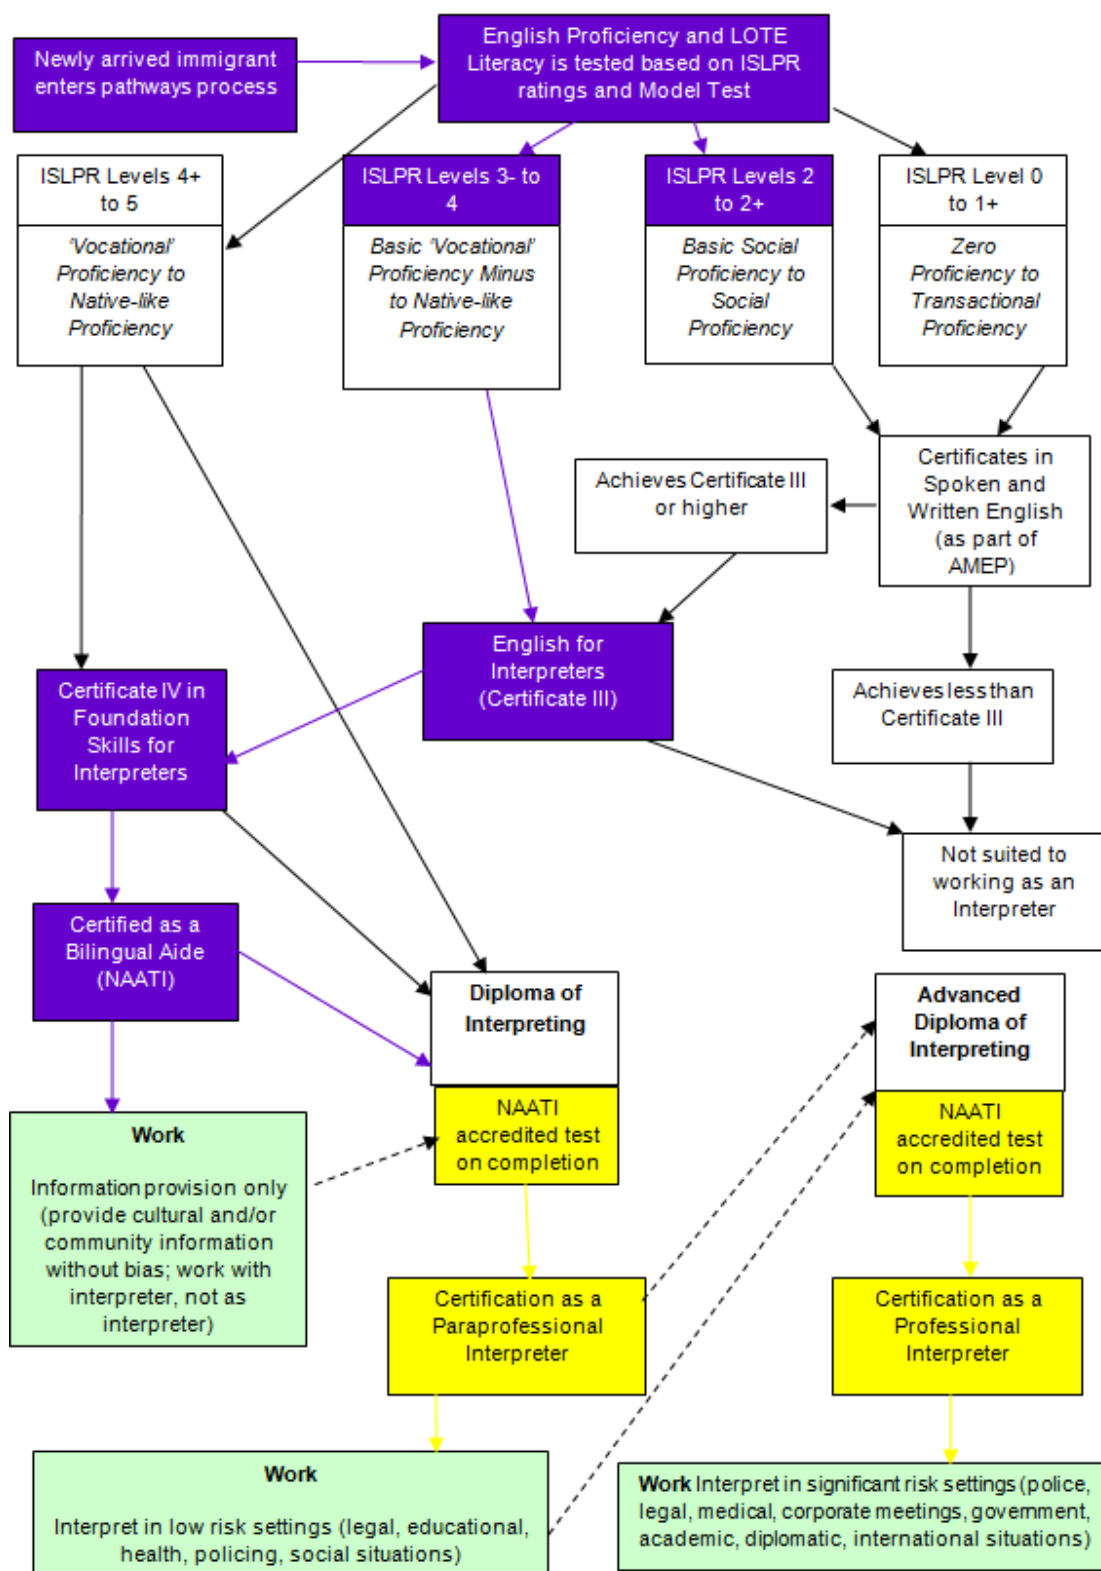 Newly arrived immigrant
enters pathways process
English Proficiency and LOTE
Literacy is tested based on ISLPR
ratings and Model Test
ISLPR Levels 4+
to 5
'Vocational'
Proficiency to
Native-like
Proficiency
ISLPR Levels 3- to
4
Basic 'Vocational'
Proficiency Minus
to Native-like
Proficiency
ISLPR Levels 2
to 2+
Basic Social
Proficiency to
Social
Proficiency
ISLPR Level 0
to 1+
Zero
Proficiency to
Transactional
Proficiency
Achieves Certificate III
or higher
Certificates in
Spoken and
Written English
(as part of
AMEP)
English for
Interpreters
(Certificate III)
Certificate IV in
Foundation
Skills for
Interpreters
Achieves less than
Certificate III
Not suited to
working as an
Interpreter
Certified as a
Bilingual Aide
(NAATI)
Diploma of
Interpreting
NAATI
accredited test
on completion
Advanced
Diploma of
Interpreting
NAATI
accredited test
on completion
Work
Information provision only
(provide cultural and/or
community information
without bias; work with
interpreter, not as
interpreter)
Certification as a
Paraprofessional
Interpreter
Certification as a
Professional
Interpreter
Work
Interpret in low risk settings (legal, educational,
health, policing, social situations)
Work Interpret in significant risk settings (police,
legal, medical, corporate meetings, government,
academic, diplomatic, international situations)